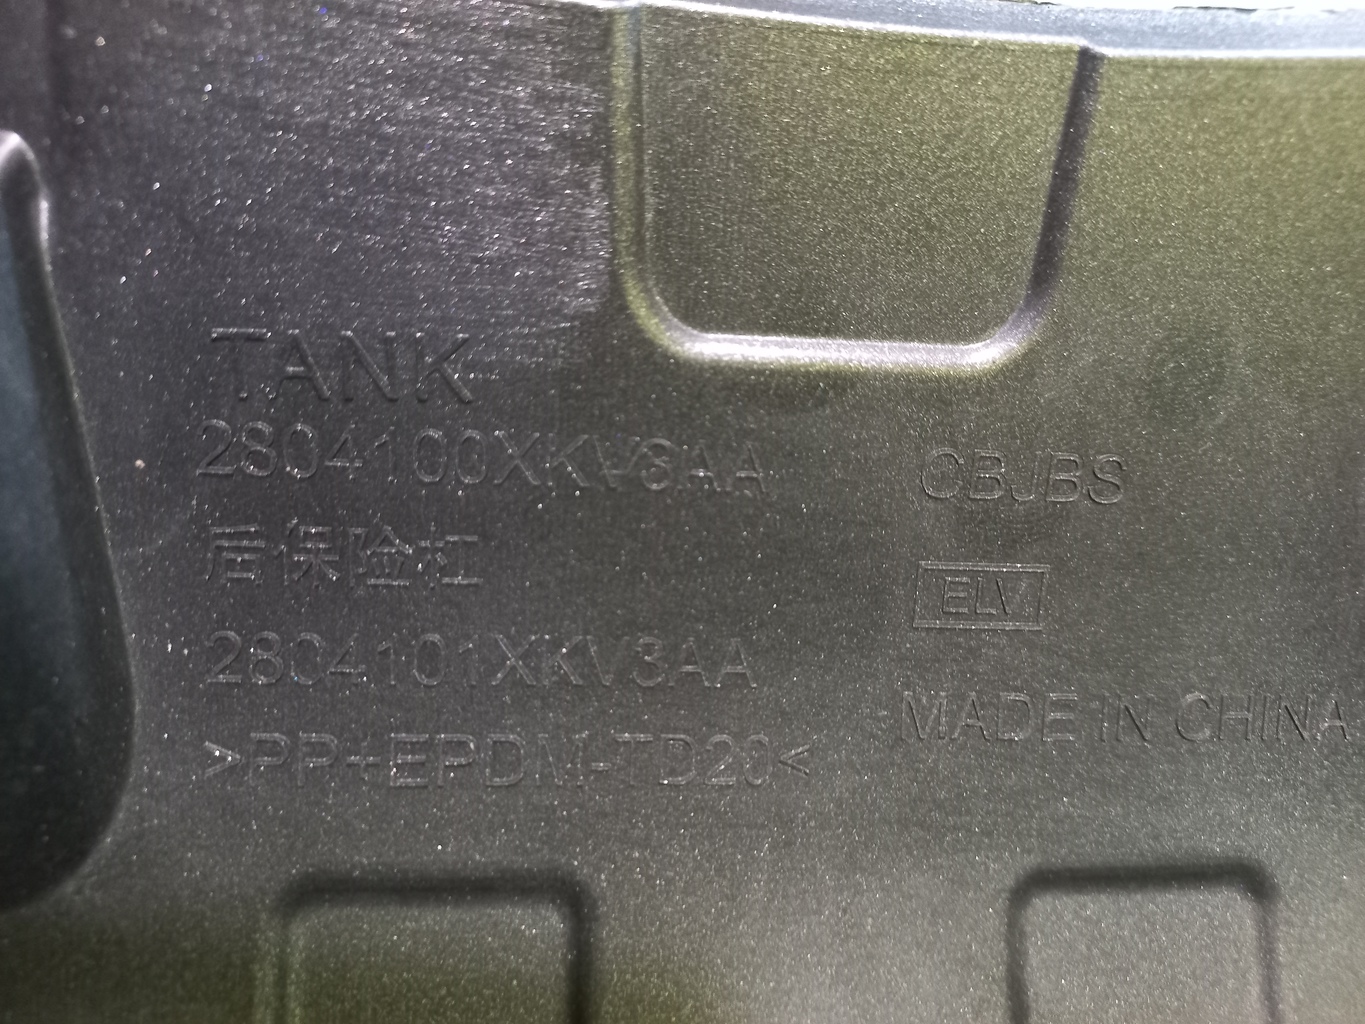 TANK
2804100XKV3AA
后保险杠
2804101XKV3AA
>PP+EPDM-TD20<
CBJBS
ELV
MADE IN CHINA